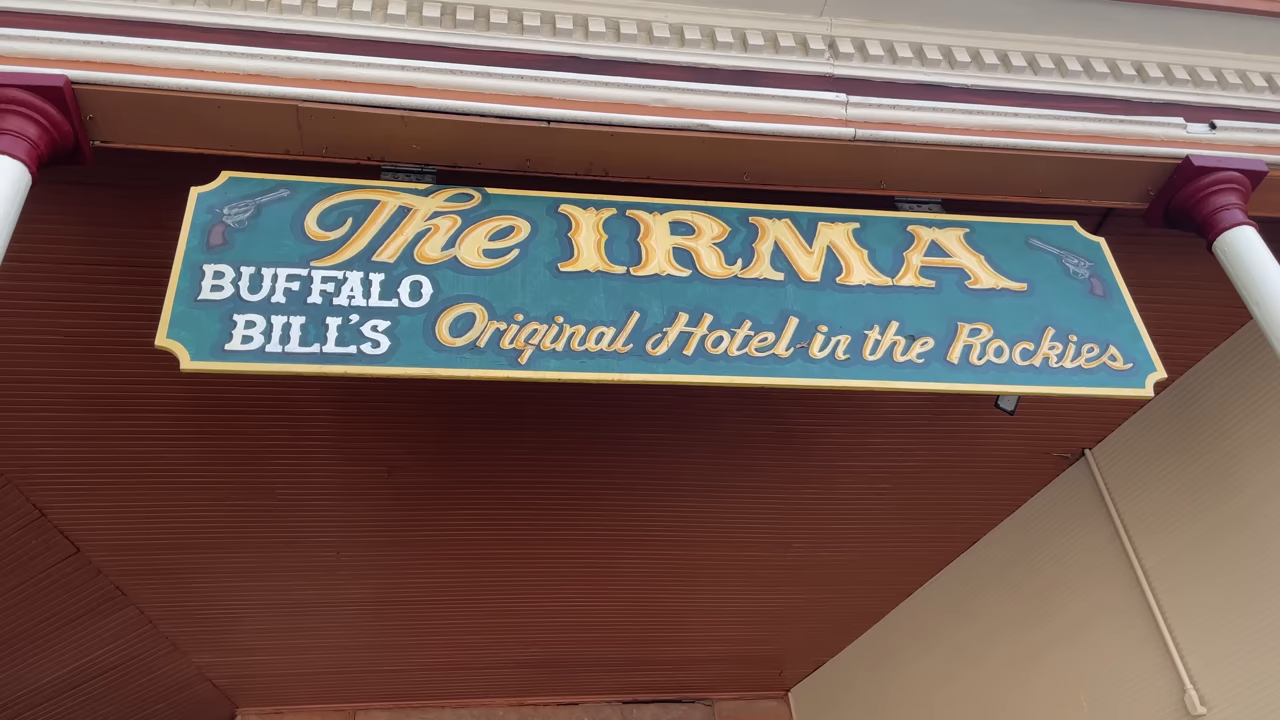 The IRMA
BUFFALO
BILL'S
Original Hotel in the Rockies